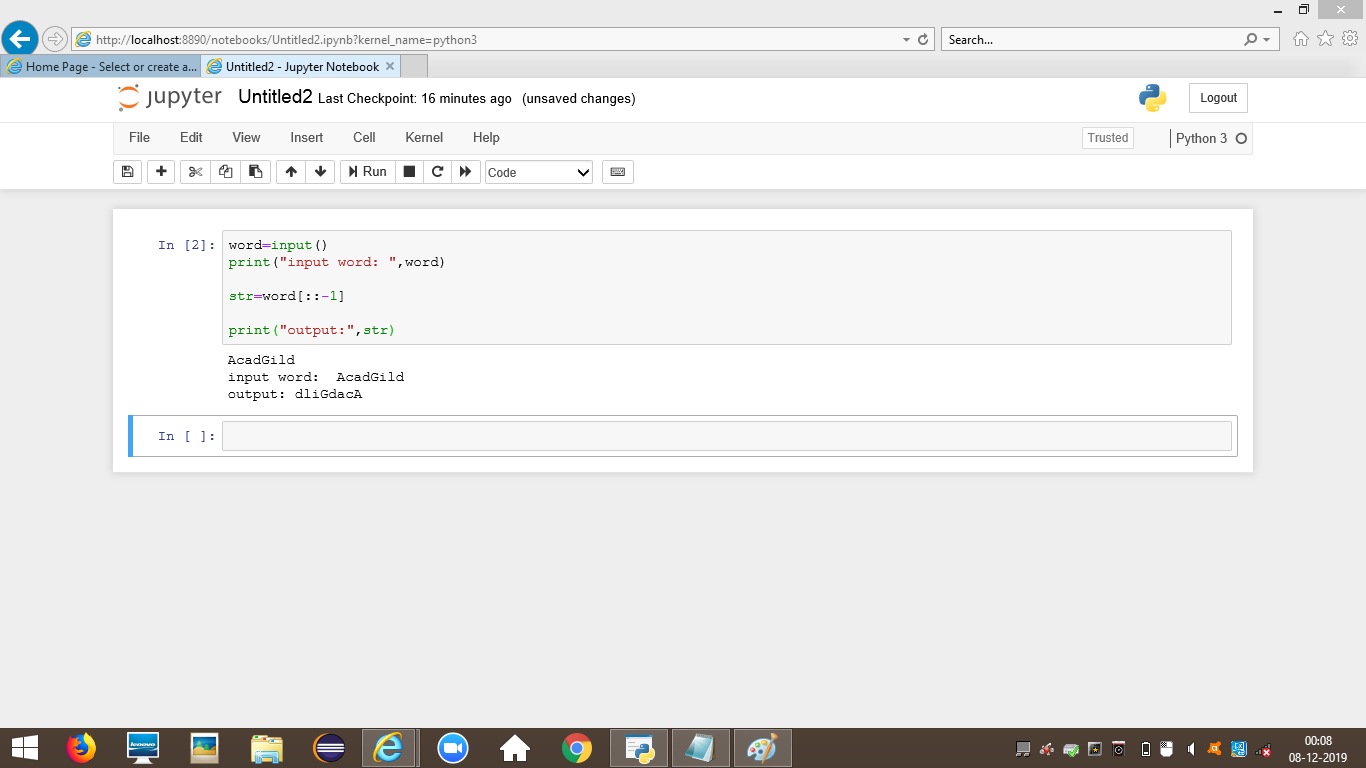 http://localhost:8890/notebooks/Untitled2.ipynb?kernel_name=python3
Search...
Home Page - Select or create a...
Untitled2 - Jupyter Notebook
jupyter Untitled2 Last Checkpoint: 16 minutes ago (unsaved changes)
Logout
File Edit View Insert Cell Kernel Help
Trusted
Python 3
Run
Code
In [2]: word=input()
print("input word: ",word)
str=word[::-1]
print("output:",str)
AcadGild
input word:  AcadGild
output: dliGdacA
In [ ]:
lenovo
00:08
08-12-2019